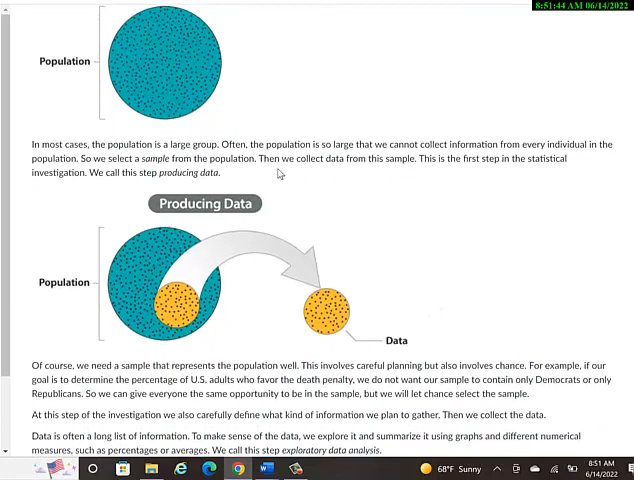 8:51:44 AM 06/14/2022
Population
In most cases, the population is a large group. Often, the population is so large that we cannot collect information from every individual in the
population. So we select a sample from the population. Then we collect data from this sample. This is the first step in the statistical
investigation. We call this step producing data.
Producing Data
Population
Data
Of course, we need a sample that represents the population well. This involves careful planning but also involves chance. For example, if our
goal is to determine the percentage of U.S. adults who favor the death penalty, we do not want our sample to contain only Democrats or only
Republicans. So we can give everyone the same opportunity to be in the sample, but we will let chance select the sample.
At this step of the investigation we also carefully define what kind of information we plan to gather. Then we collect the data.
Data is often a long list of information. To make sense of the data, we explore it and summarize it using graphs and different numerical
measures, such as percentages or averages. We call this step exploratory data analysis.
68°F Sunny
8:51 AM
6/14/2022